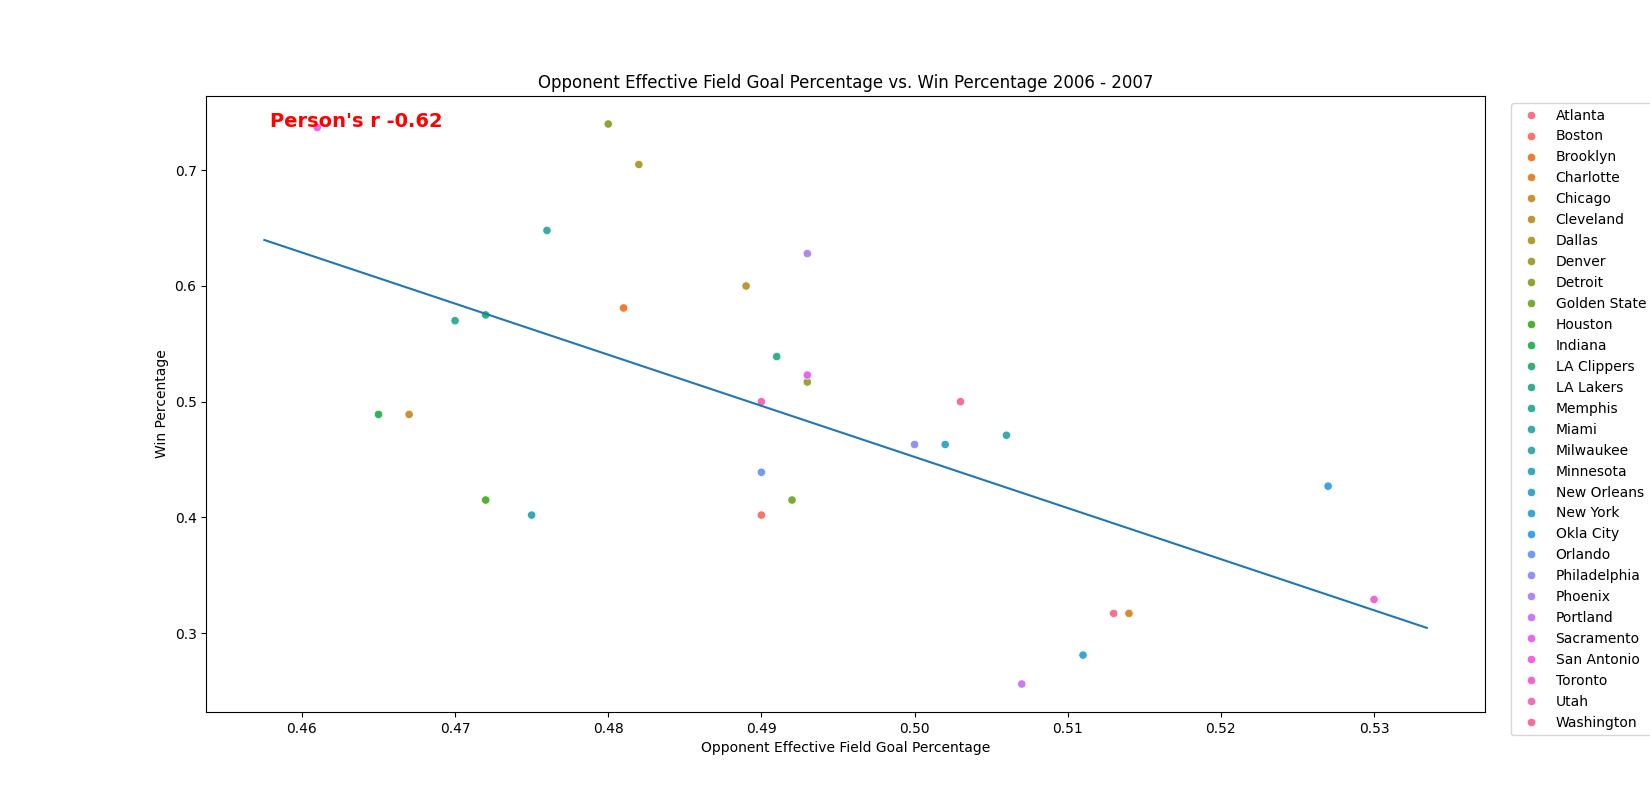 Opponent Effective Field Goal Percentage vs. Win Percentage 2006 - 2007
Person's r -0.62
Win Percentage
0.7
0.6
0.5
0.4
0.3
0.46 0.47 0.48 0.49 0.50 0.51 0.52 0.53
Opponent Effective Field Goal Percentage
Atlanta
Boston
Brooklyn
Charlotte
Chicago
Cleveland
Dallas
Denver
Detroit
Golden State
Houston
Indiana
LA Clippers
LA Lakers
Memphis
Miami
Milwaukee
Minnesota
New Orleans
New York
Okla City
Orlando
Philadelphia
Phoenix
Portland
Sacramento
San Antonio
Toronto
Utah
Washington